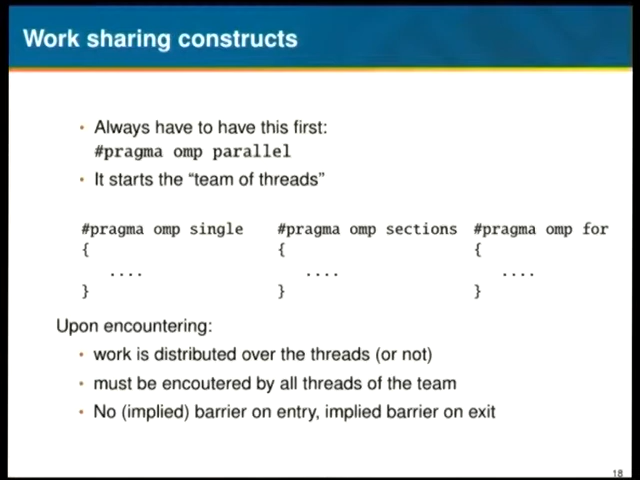 Work sharing constructs
• Always have to have this first:
#pragma omp parallel
• It starts the “team of threads”
#pragma omp single #pragma omp sections #pragma omp for
{ { {
.... .... ....
} } }
Upon encountering:
• work is distributed over the threads (or not)
• must be encoutered by all threads of the team
• No (implied) barrier on entry, implied barrier on exit
18